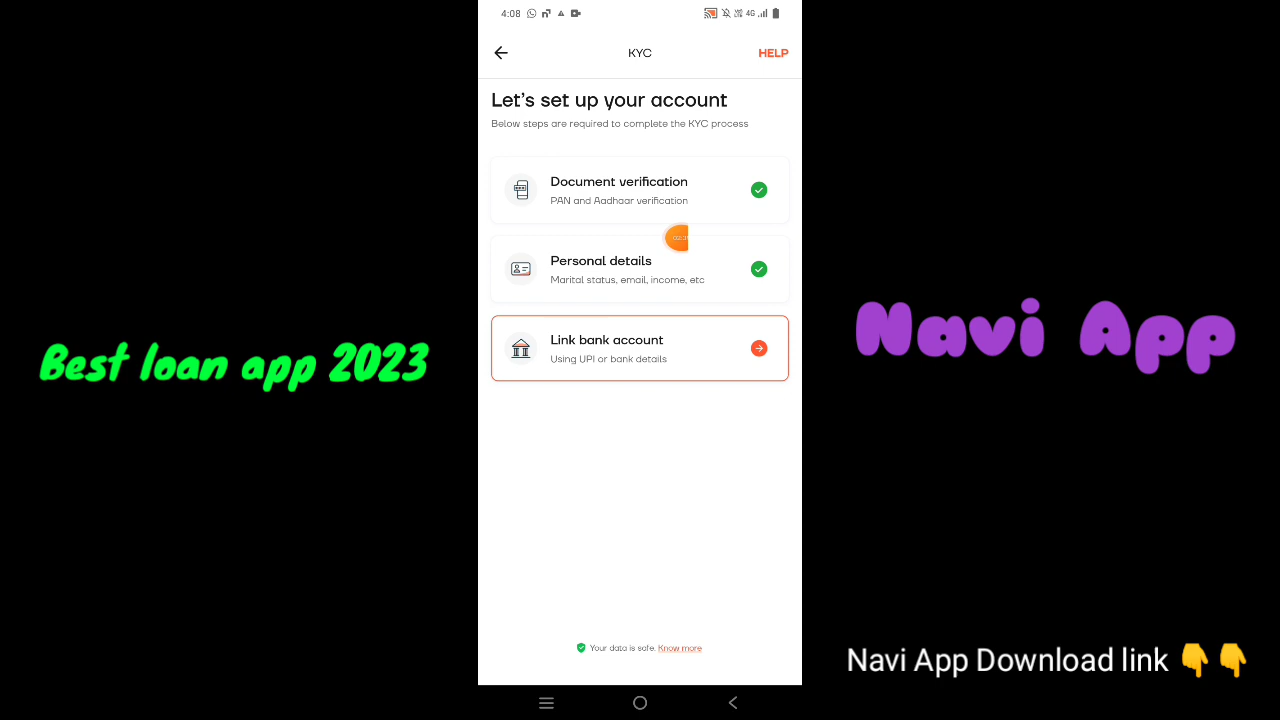 4:08
4G
KYC
HELP
Let's set up your account
Below steps are required to complete the KYC process
Document verification
PAN and Aadhaar verification
Personal details
Marital status, email, income, etc
Link bank account
Using UPI or bank details
Your data is safe. Know more
Best loan app 2023
Navi App
Navi App Download link 👇👇